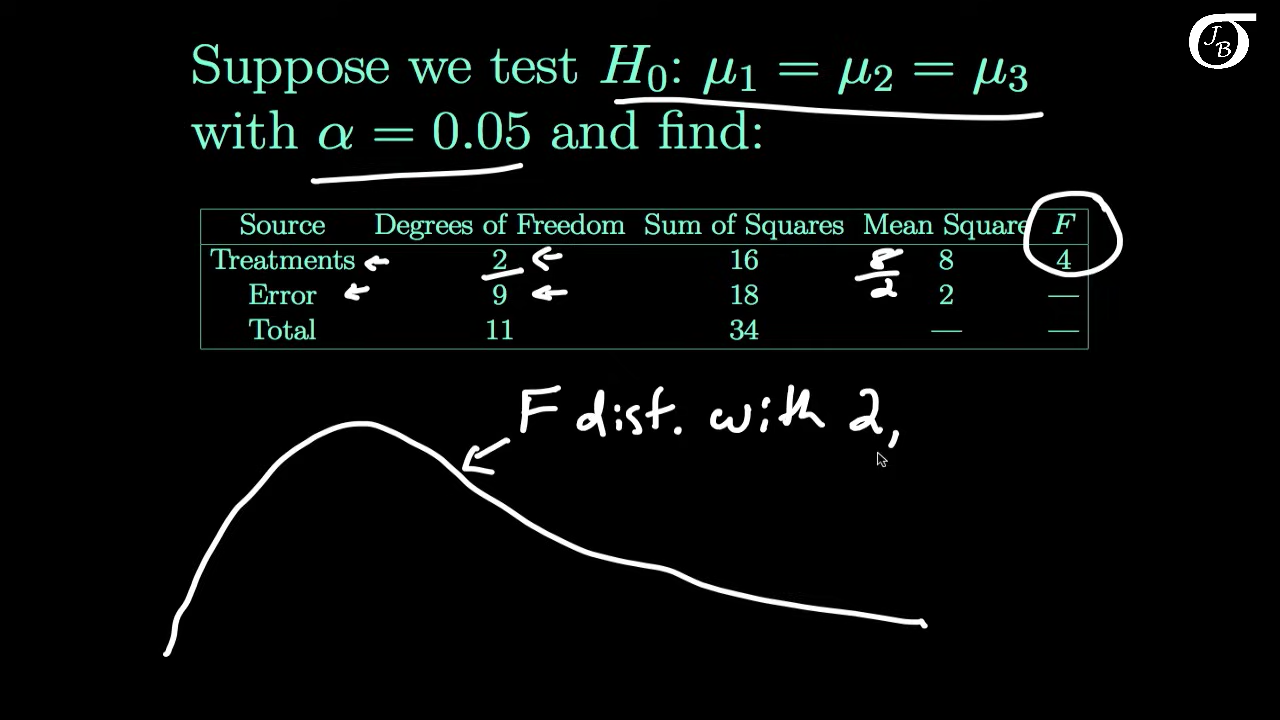 JB
Suppose we test H₀: μ₁ = μ₂ = μ₃
with α = 0.05 and find:
Source Degrees of Freedom Sum of Squares Mean Square F
Treatments 2 16 8/2 8 4
Error 9 18 2 —
Total 11 34 — —
F dist. with 2,